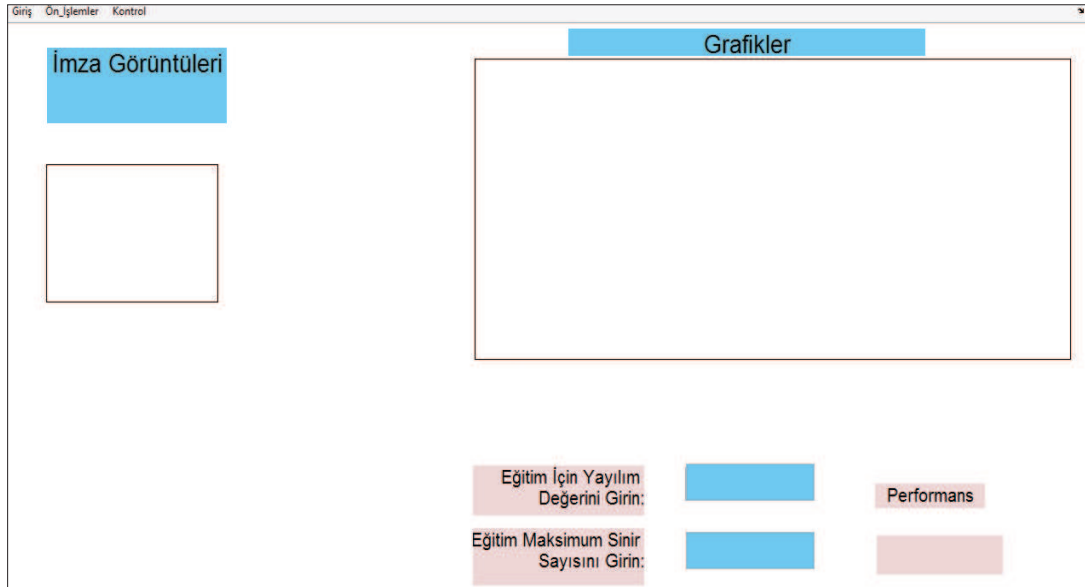 Giriş Ön_İşlemler Kontrol
İmza Görüntüleri
Grafikler
Eğitim İçin Yayılım
Değerini Girin:
Performans
Eğitim Maksimum Sinir
Sayısını Girin: